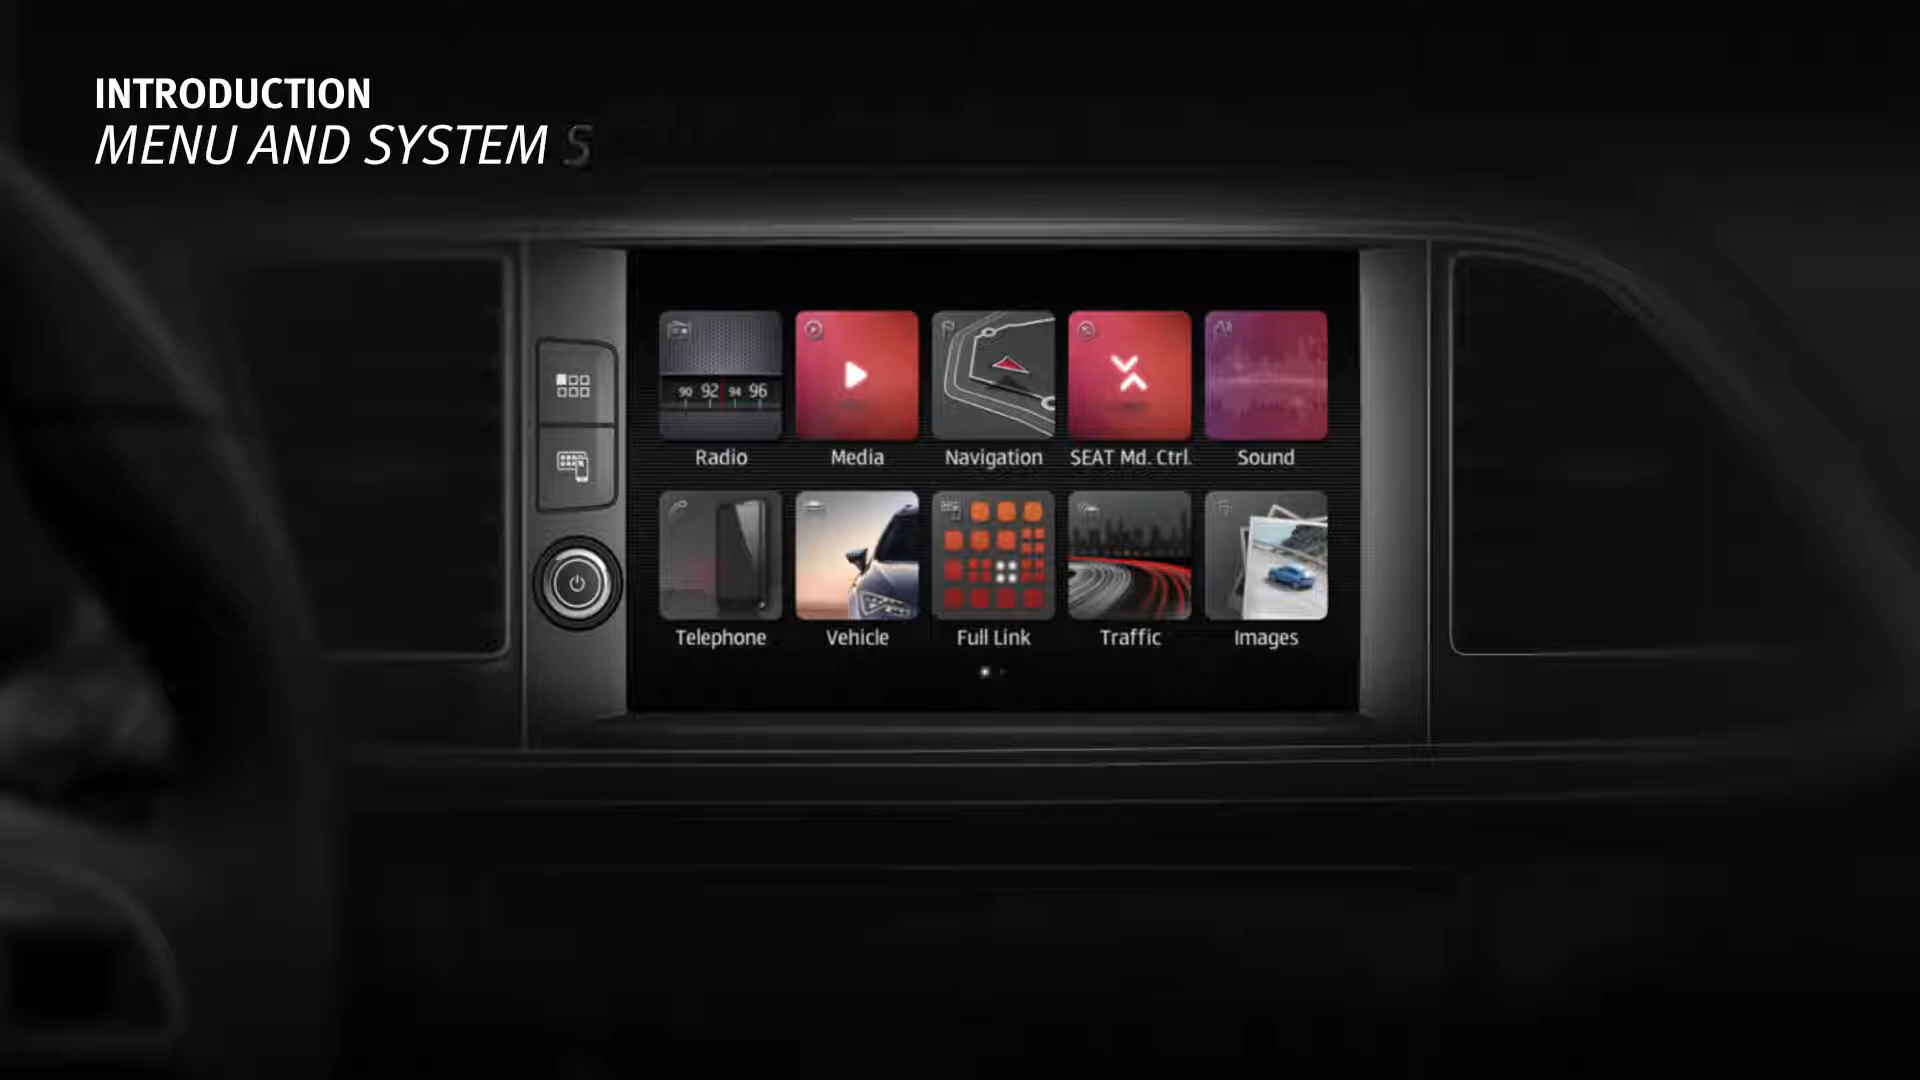 INTRODUCTION
MENU AND SYSTEM S
90 92 94 96
Radio
Media
Navigation
SEAT Md. Ctrl.
Sound
Telephone
Vehicle
Full Link
Traffic
Images